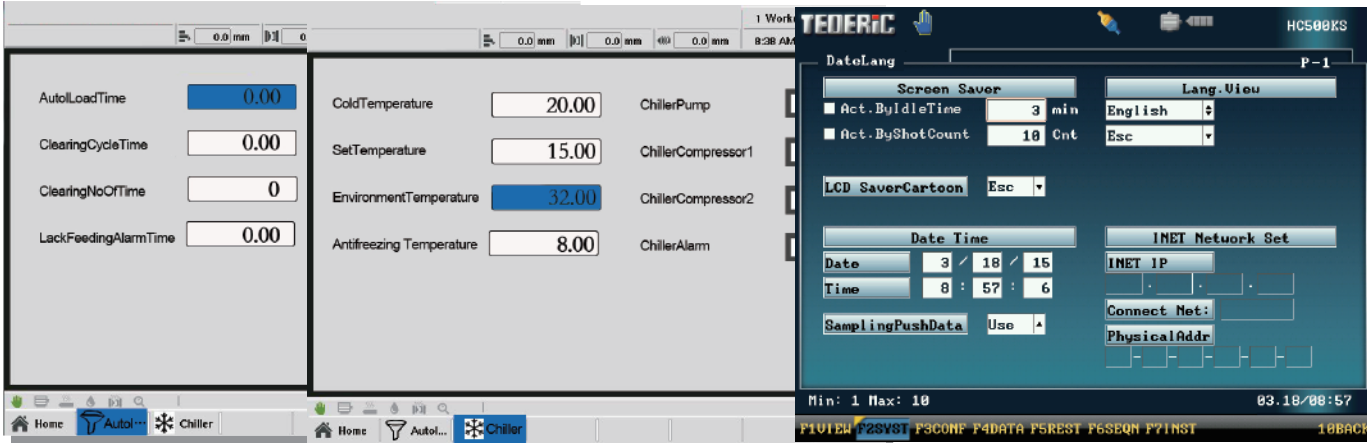 0.0 mm 0
AutolLoadTime 0.00
ClearingCycleTime 0.00
ClearingNoOfTime 0
LackFeedingAlarmTime 0.00
Home Autol··· Chiller
1 Work
0.0 mm 0.0 mm 0.0 mm 8:38 AM
ColdTemperature 20.00 ChillerPump
SetTemperature 15.00 ChillerCompressor1
EnvironmentTemperature 32.00 ChillerCompressor2
Antifreezing Temperature 8.00 ChillerAlarm
Home Autol... Chiller
TEDERIC HC500KS
DateLang P-1
Screen Saver Lang.View
Act.ByIdleTime 3 min English
Act.ByShotCount 10 Cnt Esc
LCD SaverCartoon Esc
Date Time INET Network Set
Date 3 / 18 / 15 INET IP
Time 8 : 57 : 6 . . .
Connect Net:
SamplingPushData Use
PhysicalAddr
- - - - -
Min: 1 Max: 10 03.18/08:57
F1VIEW F2SYST F3CONF F4DATA F5REST F6SEQN F7INST 10BACK